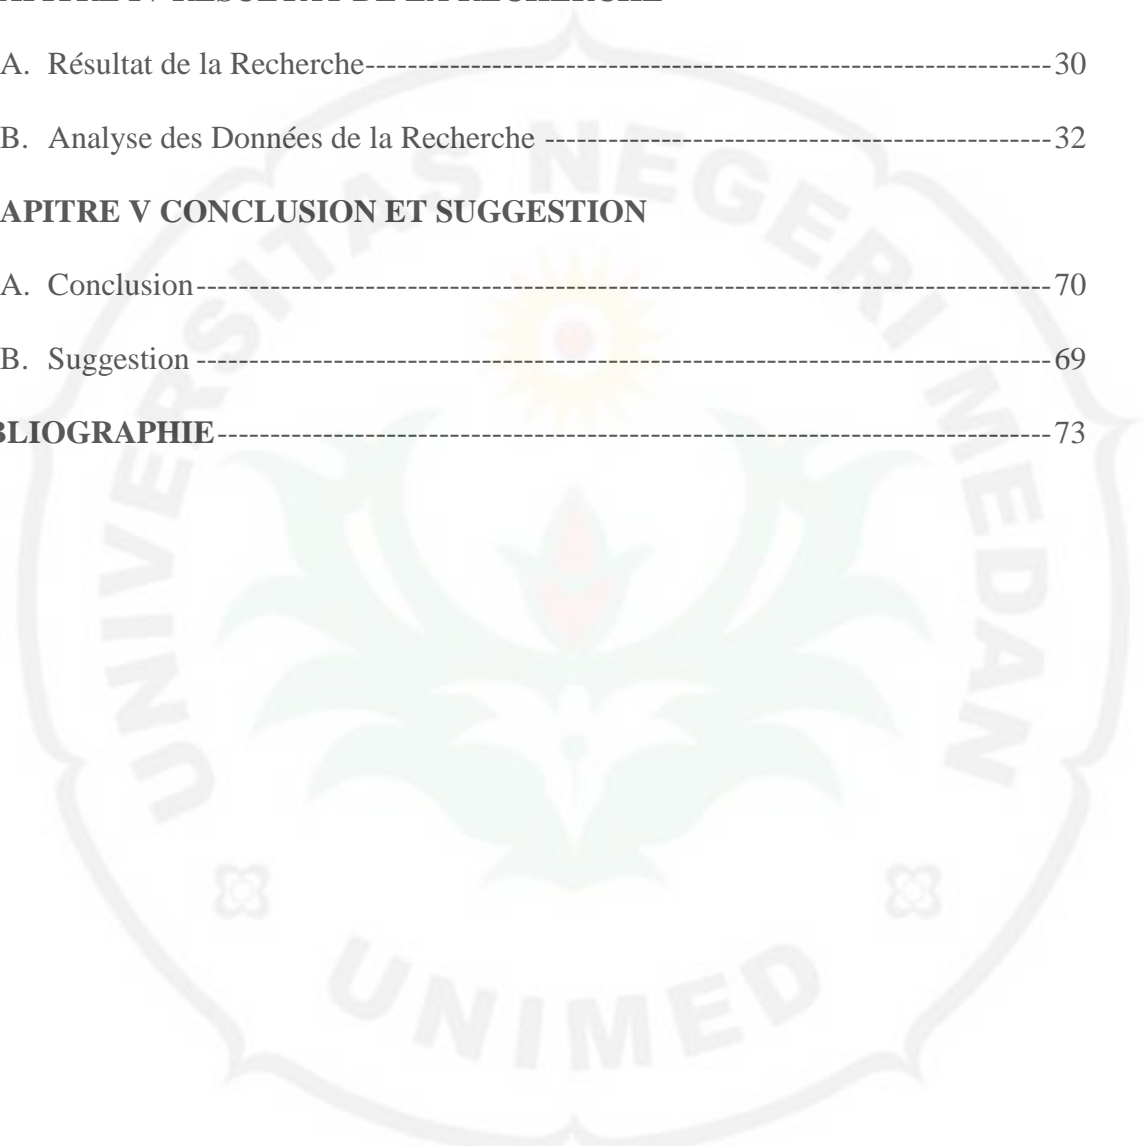 A. Résultat de la Recherche------------------------------------------------------------------30
B. Analyse des Données de la Recherche ------------------------------------------------32
APITRE V CONCLUSION ET SUGGESTION
A. Conclusion----------------------------------------------------------------------------------70
B. Suggestion ---------------------------------------------------------------------------------69
BLIOGRAPHIE--------------------------------------------------------------------------------73
UNIVERSITAS NEGERI MEDAN
UNIMED